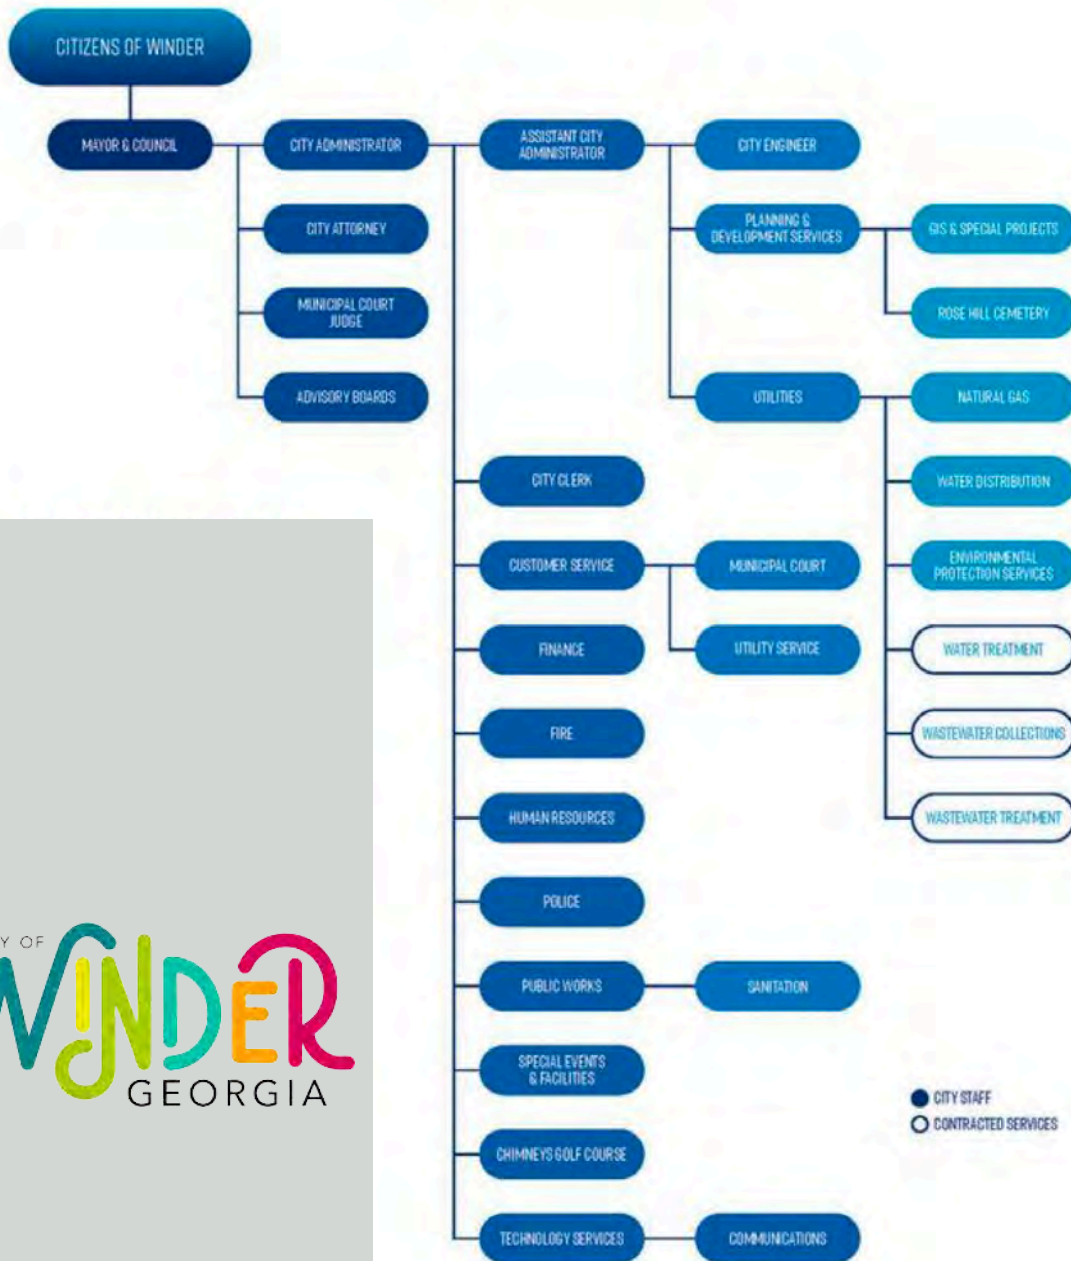 CITIZENS OF WINDER
MAYOR & COUNCIL
CITY ADMINISTRATOR
ASSISTANT CITY
ADMINISTRATOR
CITY ENGINEER
CITY ATTORNEY
PLANNING &
DEVELOPMENT SERVICES
GIS & SPECIAL PROJECTS
MUNICIPAL COURT
JUDGE
ROSE HILL CEMETERY
ADVISORY BOARDS
UTILITIES
NATURAL GAS
CITY CLERK
WATER DISTRIBUTION
CUSTOMER SERVICE
MUNICIPAL COURT
ENVIRONMENTAL
PROTECTION SERVICES
FINANCE
UTILITY SERVICE
WATER TREATMENT
FIRE
WASTEWATER COLLECTIONS
HUMAN RESOURCES
WASTEWATER TREATMENT
POLICE
PUBLIC WORKS
SANITATION
SPECIAL EVENTS
& FACILITIES
CHIMNEYS GOLF COURSE
TECHNOLOGY SERVICES
COMMUNICATIONS
CITY STAFF
CONTRACTED SERVICES
Y OF
WINDER
GEORGIA